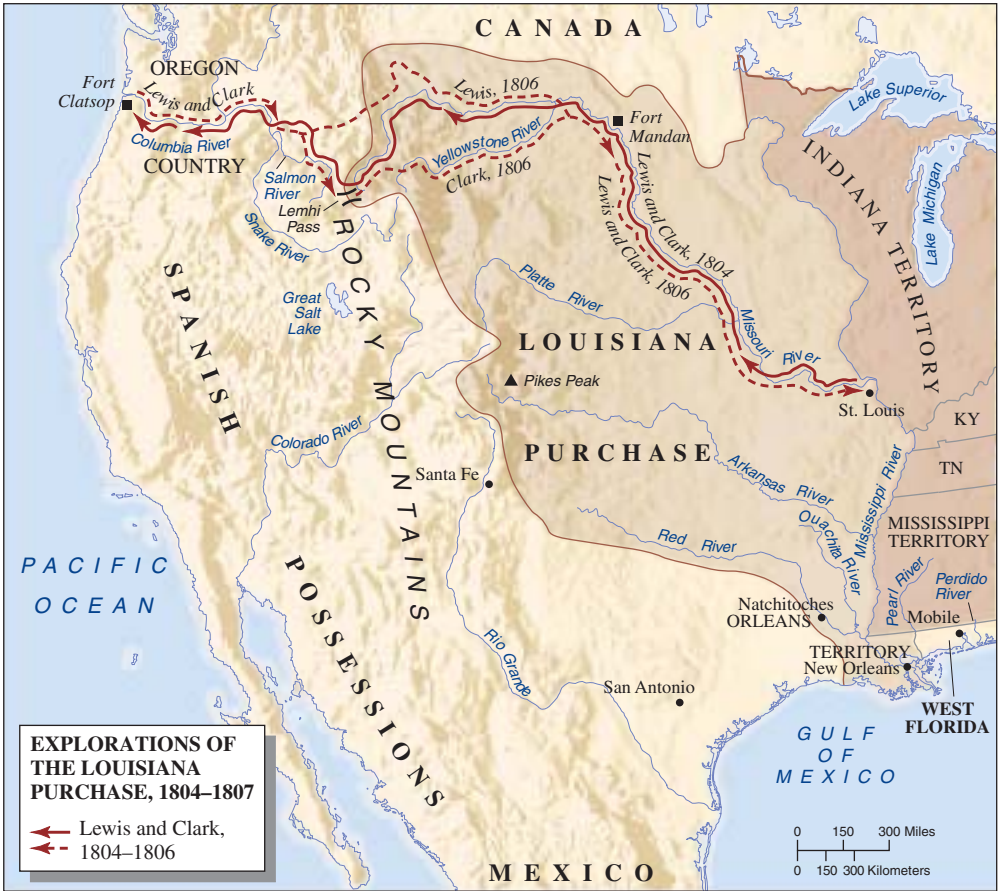 CANADA
OREGON
Fort
Clatsop
Lewis and Clark
Columbia River
COUNTRY
Lewis, 1806
Yellowstone River
Clark, 1806
Fort
Mandan
Lewis and Clark, 1804
Lewis and Clark, 1806
Lake Superior
Lake Michigan
INDIANA TERRITORY
Salmon
River
Lemhi
Pass
Snake River
ROCKY MOUNTAINS
Great
Salt
Lake
SPANISH
POSSESSIONS
Platte River
LOUISIANA
PURCHASE
Missouri River
Pikes Peak
St. Louis
KY
TN
Colorado River
Santa Fe
Arkansas River
Mississippi River
Ouachita River
Red River
MISSISSIPPI
TERRITORY
Pearl River
Perdido
River
PACIFIC
OCEAN
Natchitoches
ORLEANS
TERRITORY
New Orleans
Mobile
WEST
FLORIDA
Rio Grande
San Antonio
GULF
OF
MEXICO
MEXICO
EXPLORATIONS OF
THE LOUISIANA
PURCHASE, 1804–1807
Lewis and Clark,
1804–1806
0 150 300 Miles
0 150 300 Kilometers